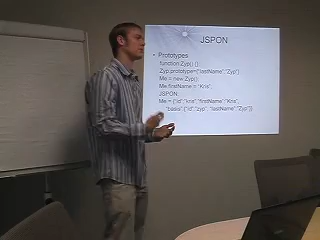 JSPON
• Prototypes
function Zyp() {}
Zyp.prototype={"lastName":"Zyp"}
Me = new Zyp();
Me.firstName = "Kris";
JSPON:
Me = {"id":"kris","firstName":"Kris",
"basis":{"id":"zyp", "lastName":"Zyp"}}